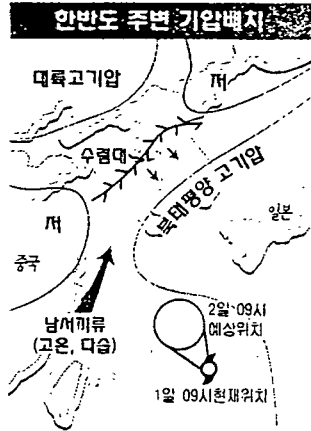 한반도 주변 기압배치
대륙고기압
저
수렴대
북태평양 고기압
저
일본
중국
남서기류
(고온, 다습)
2일 09시
예상위치
1일 09시현재위치